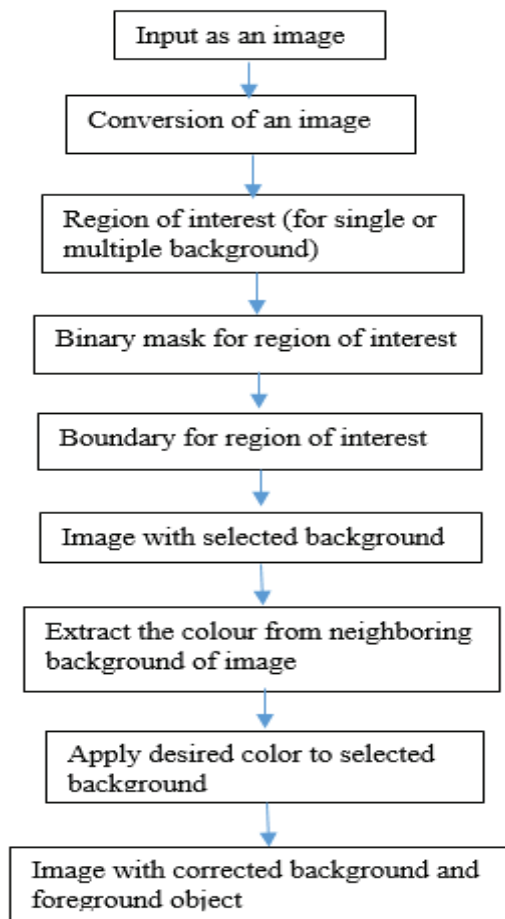 Input as an image
Conversion of an image
Region of interest (for single or
multiple background)
Binary mask for region of interest
Boundary for region of interest
Image with selected background
Extract the colour from neighboring
background of image
Apply desired color to selected
background
Image with corrected background and
foreground object